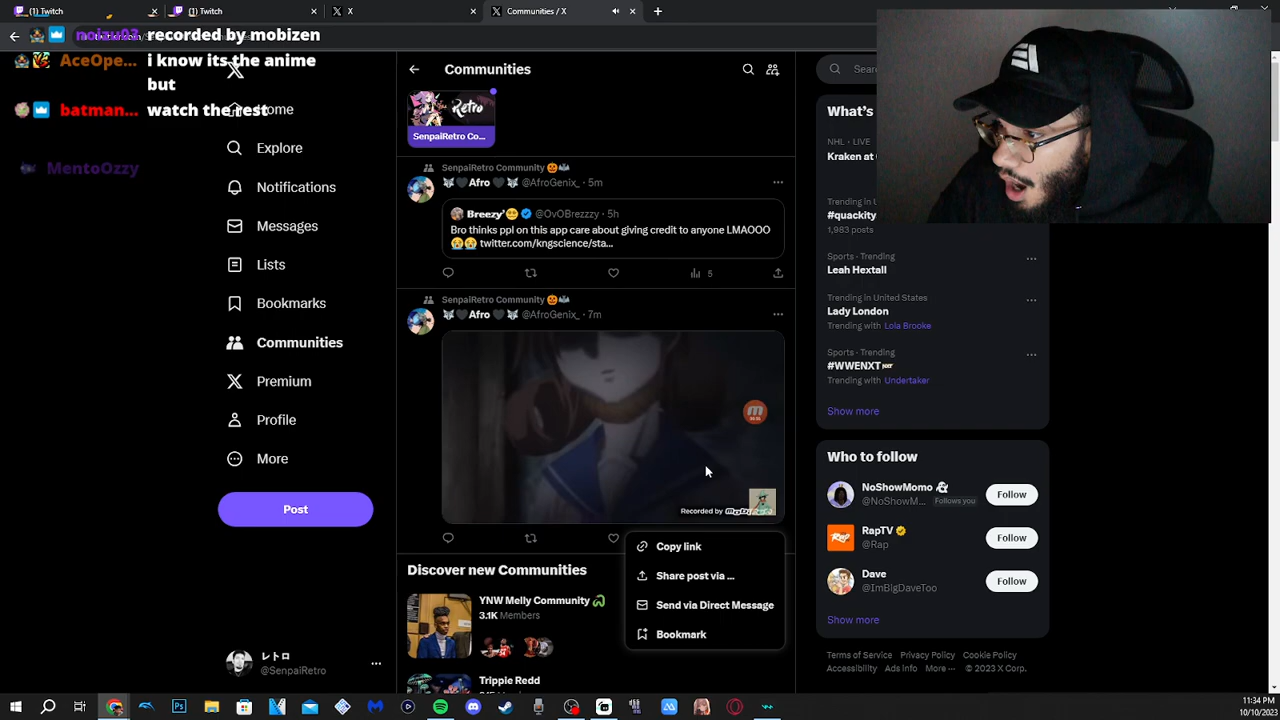 Twitch
Twitch
X
Communities / X
noizu03 recorded by mobizen
AceOpe... i know its the anime
but
batman... watch the rest
MentoOzzy
Home
Explore
Notifications
Messages
Lists
Bookmarks
Communities
Premium
Profile
More
Post
レトロ
@SenpaiRetro
Communities
Retro
SenpaiRetro Co...
SenpaiRetro Community 🎃🦇
🐺🖤Afro 🖤🐺 @AfroGenix_ · 5m
Breezy' @OvOBrezzzy · 5h
Bro thinks ppl on this app care about giving credit to anyone LMAOOO
😭😭 twitter.com/kngscience/sta...
5
SenpaiRetro Community 🎃🦇
🐺🖤Afro 🖤🐺 @AfroGenix_ · 7m
Recorded by mobizen
Copy link
Share post via ...
Send via Direct Message
Bookmark
Discover new Communities
YNW Melly Community
3.1K Members
Trippie Redd
Sear
What's
NHL · LIVE
Kraken at
Trending in U
#quackity
1,983 posts
Sports · Trending
Leah Hextall
Trending in United States
Lady London
Trending with Lola Brooke
Sports · Trending
#WWENXT
Trending with Undertaker
Show more
Who to follow
NoShowMomo
@NoShowM... Follows you
Follow
RapTV
@Rap
Follow
Dave
@ImBigDaveToo
Follow
Show more
Terms of Service Privacy Policy Cookie Policy
Accessibility Ads info More ··· © 2023 X Corp.
11:34 PM
10/10/2023